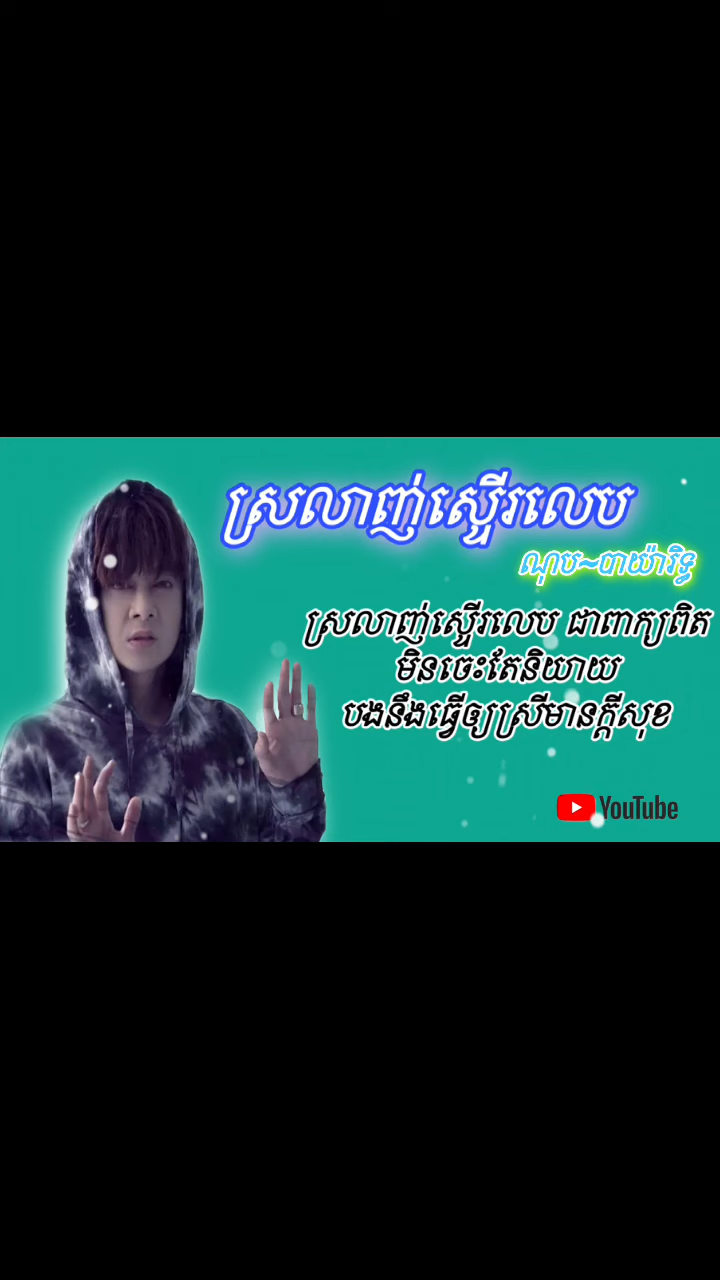 ស្រលាញ់ស្ទើរលេប
ណុប~បាយ៉ារិទ្ធ
ស្រលាញ់ស្ទើរលេប ជាពាក្យពិត
មិនចេះតែនិយាយ
បងនឹងធ្វើឲ្យស្រីមានក្ដីសុខ
YouTube